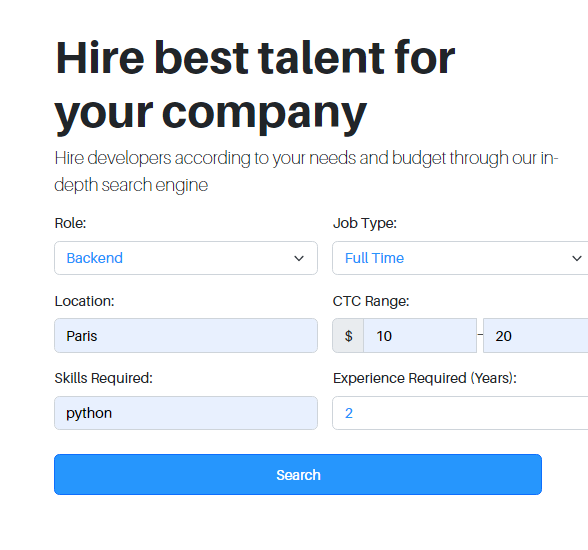 Hire best talent for
your company
Hire developers according to your needs and budget through our in-
depth search engine
Role: Job Type:
Backend Full Time
Location: CTC Range:
Paris $ 10 - 20
Skills Required: Experience Required (Years):
python 2
Search